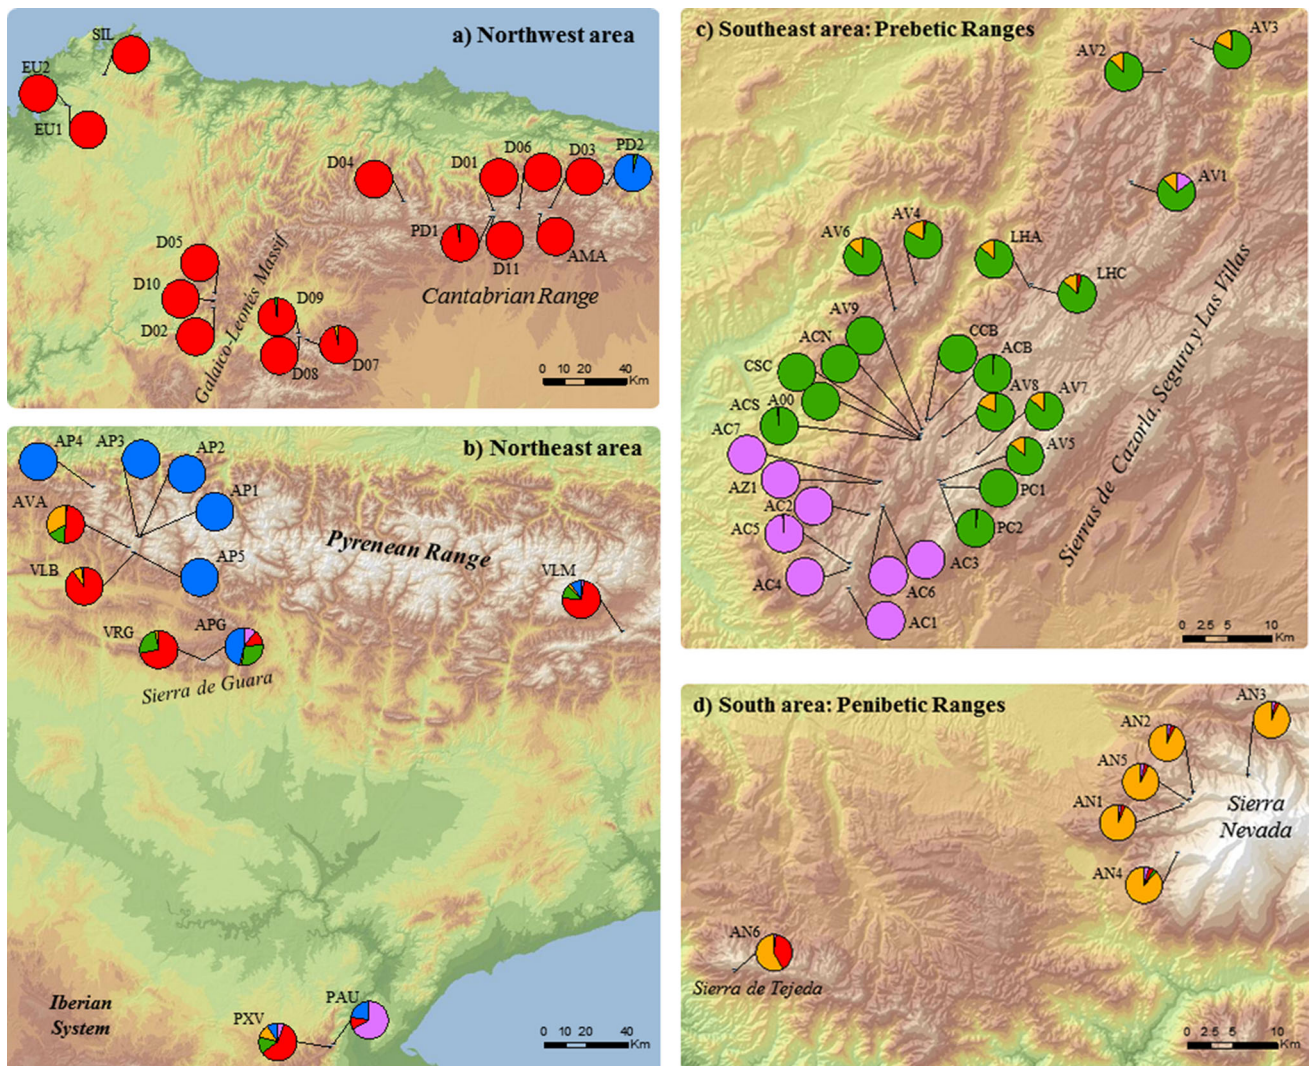 a) Northwest area
SIL
EU2
EU1
D04
D01
D06
D03
PD2
PD1
D11
AMA
D05
D10
D02
D09
D08
D07
Galaico-Leonés Massif
Cantabrian Range
0 10 20 40
Km
b) Northeast area
AP4
AP3
AP2
AP1
AVA
AP5
VLB
VLM
VRG
APG
Pyrenean Range
Sierra de Guara
Iberian
System
PXV
PAU
0 10 20 40
Km
c) Southeast area: Prebetic Ranges
AV3
AV2
AV1
AV4
AV6
LHA
LHC
AV9
ACN
CSC
CCB
ACB
ACS
A00
AV8
AV7
AC7
AV5
AZ1
PC1
AC2
AC5
PC2
AC3
AC4
AC6
AC1
Sierras de Cazorla, Segura y Las Villas
0 2.5 5 10
Km
d) South area: Penibetic Ranges
AN3
AN2
AN5
AN1
AN4
Sierra
Nevada
AN6
Sierra de Tejeda
0 2.5 5 10
Km